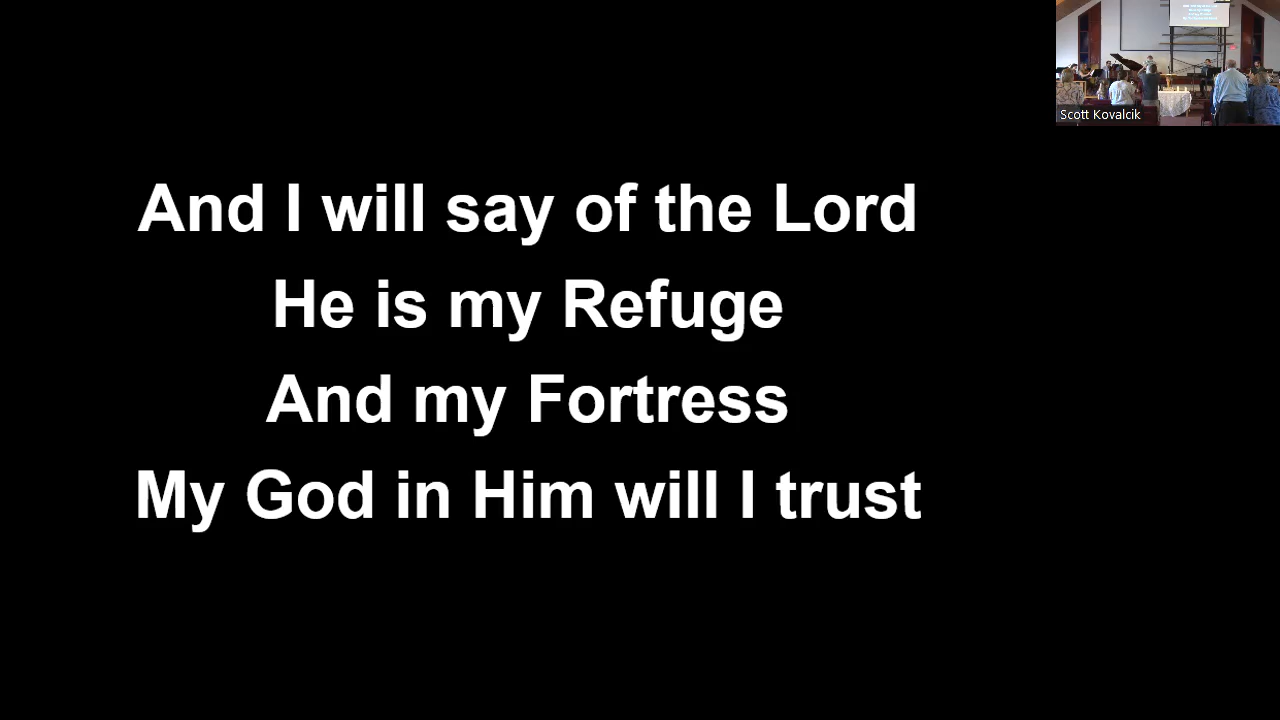 Scott Kovalcik
And I will say of the Lord
He is my Refuge
And my Fortress
My God in Him will I trust